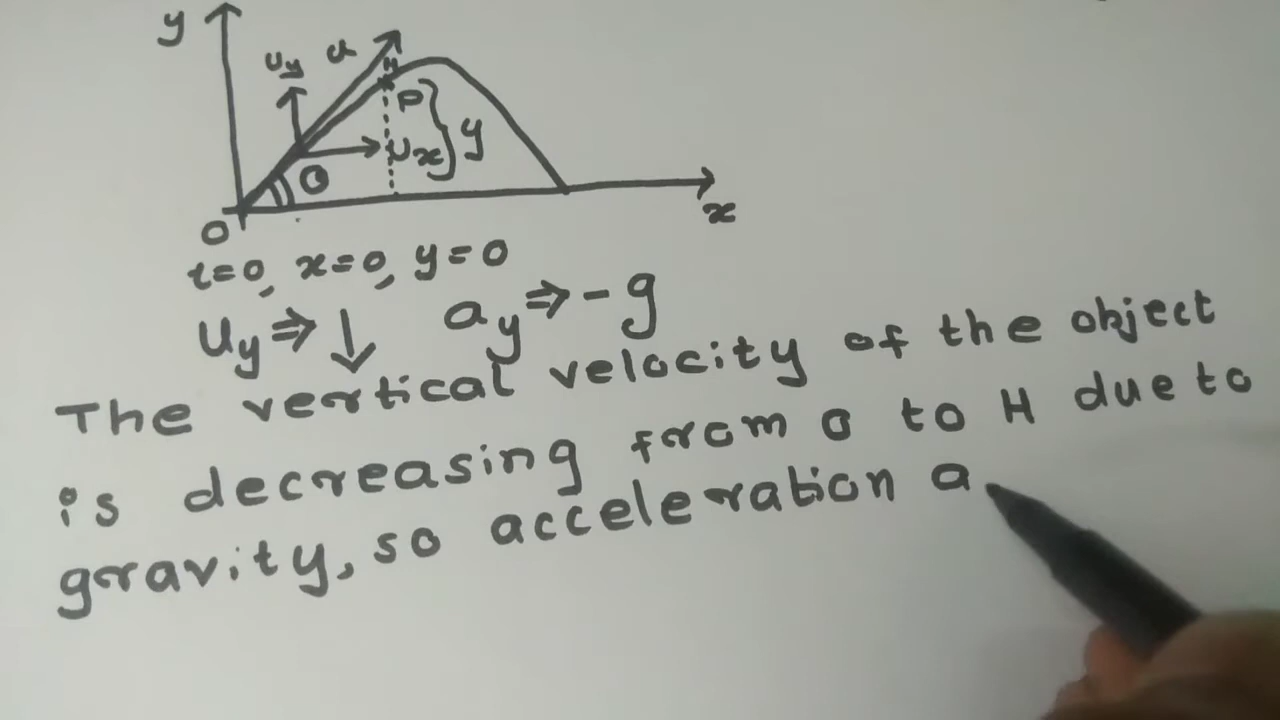 y
u
uy
P
y
ux
θ
O
x
t=0, x=0, y=0
uy ⇒ ↓ ay ⇒ -g
The vertical velocity of the object
is decreasing from O to H due to
gravity, so acceleration a